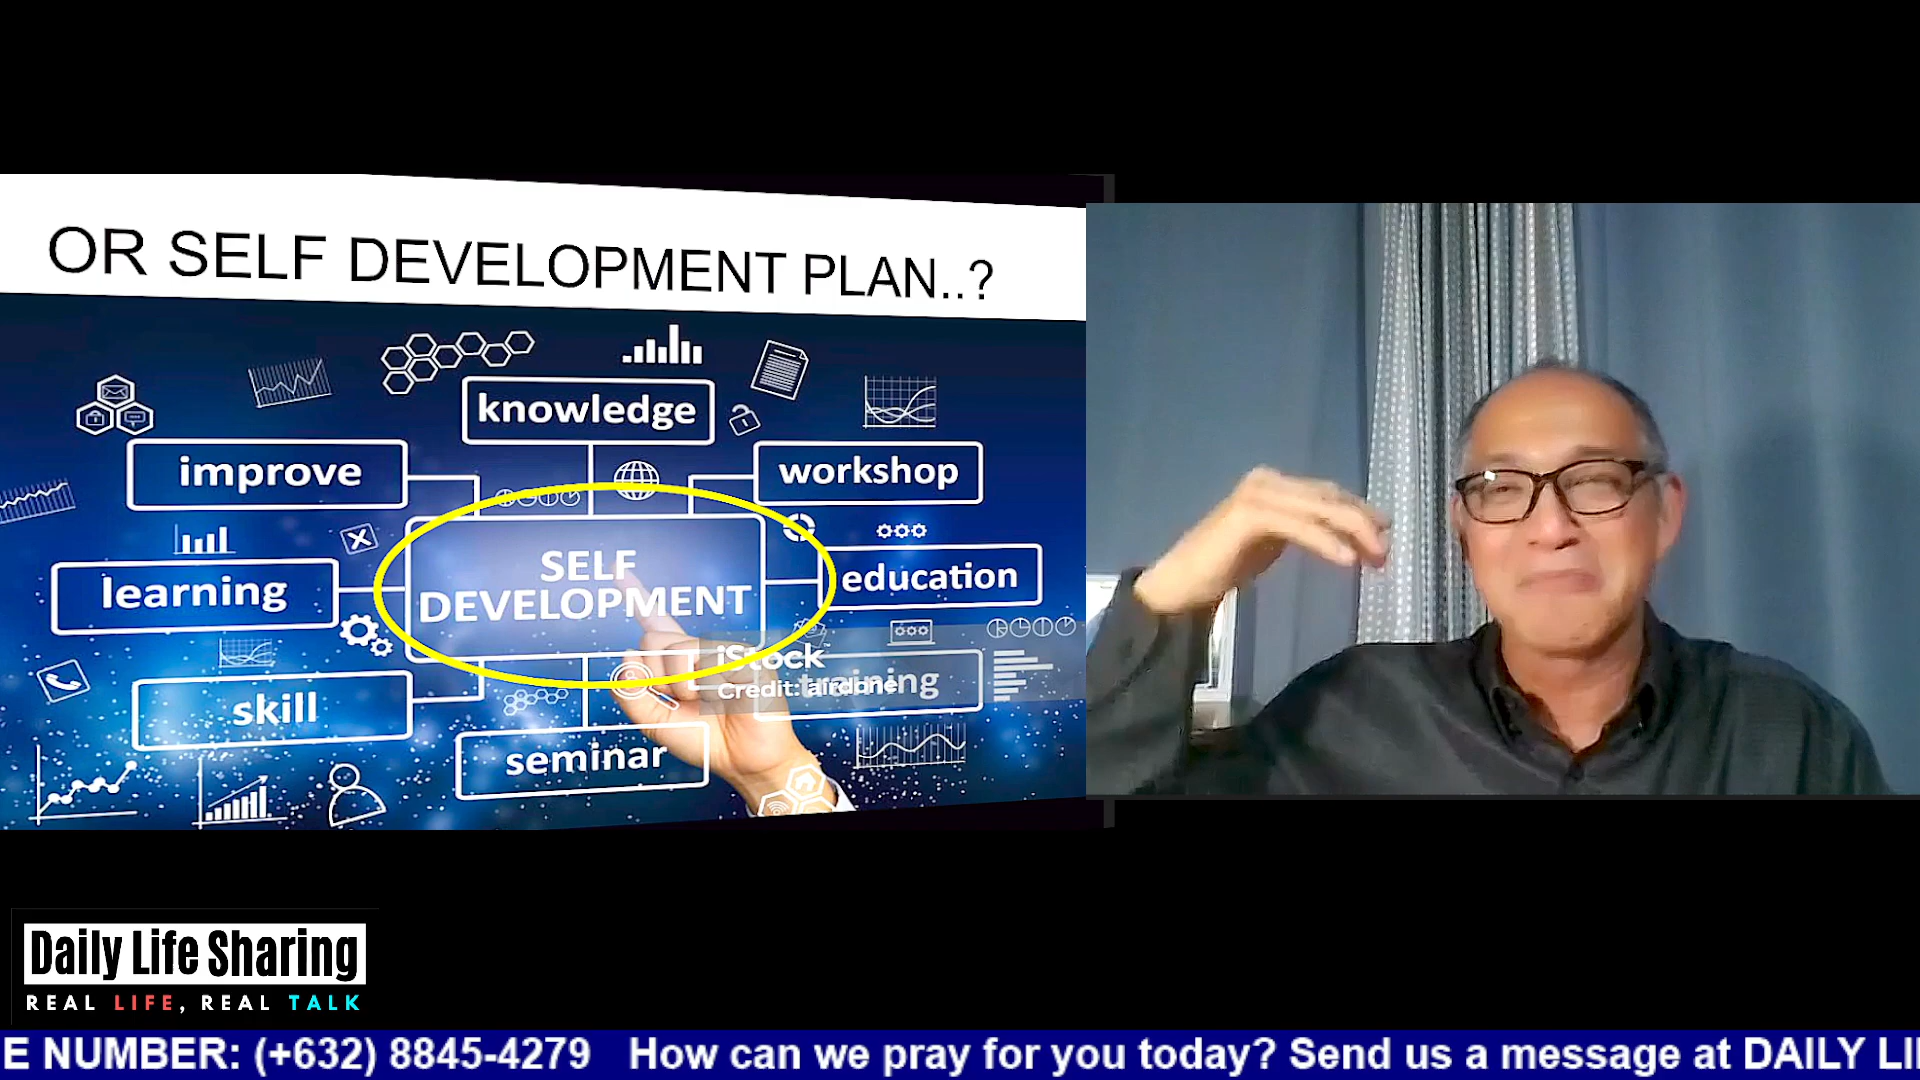 OR SELF DEVELOPMENT PLAN..?
knowledge
improve
workshop
SELF
DEVELOPMENT
learning
education
iStock
Credit: airdone
training
skill
seminar
Daily Life Sharing
REAL LIFE, REAL TALK
E NUMBER: (+632) 8845-4279 How can we pray for you today? Send us a message at DAILY LI